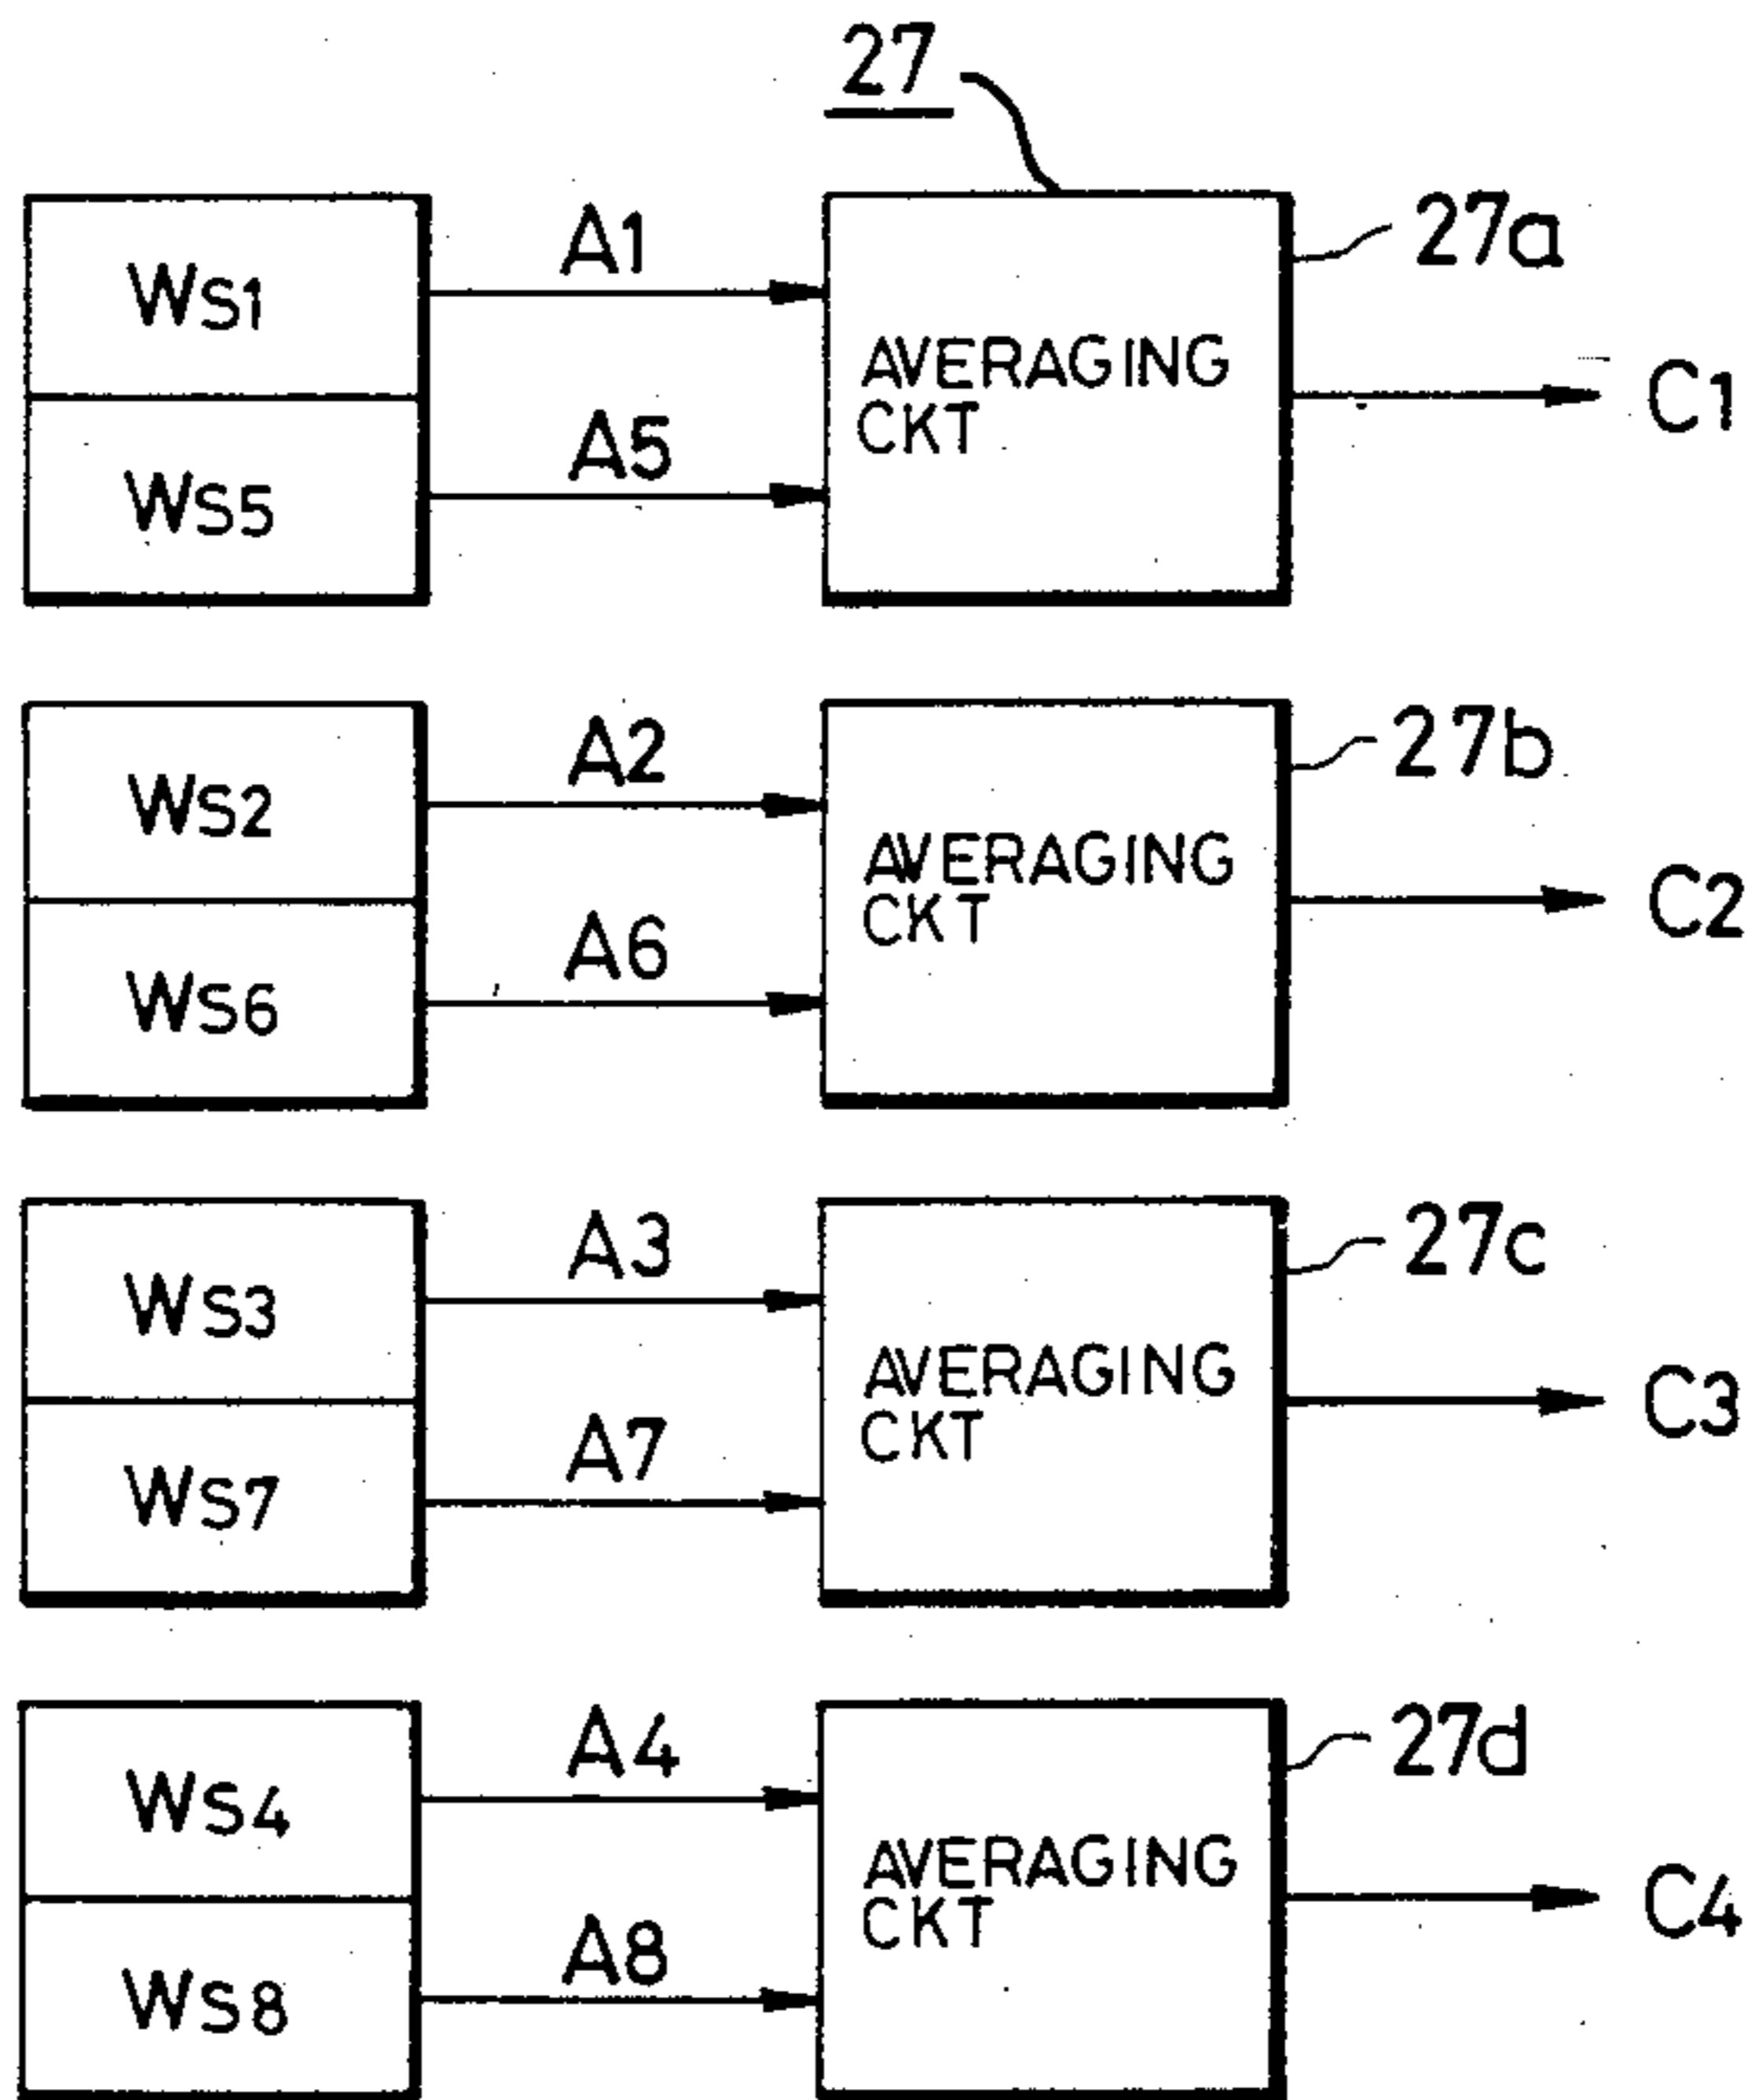 27
27a
WS1
A1
AVERAGING
CKT
C1
WS5
A5
27b
WS2
A2
AVERAGING
CKT
C2
WS6
A6
27c
WS3
A3
AVERAGING
CKT
C3
WS7
A7
27d
WS4
A4
AVERAGING
CKT
C4
WS8
A8